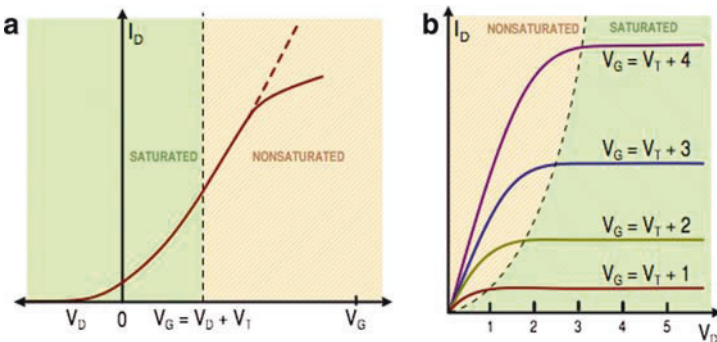 a
I_D
SATURATED
NONSATURATED
V_D 0 V_G = V_D + V_T V_G
b
I_D
NONSATURATED SATURATED
V_G = V_T + 4
V_G = V_T + 3
V_G = V_T + 2
V_G = V_T + 1
1 2 3 4 5 V_D